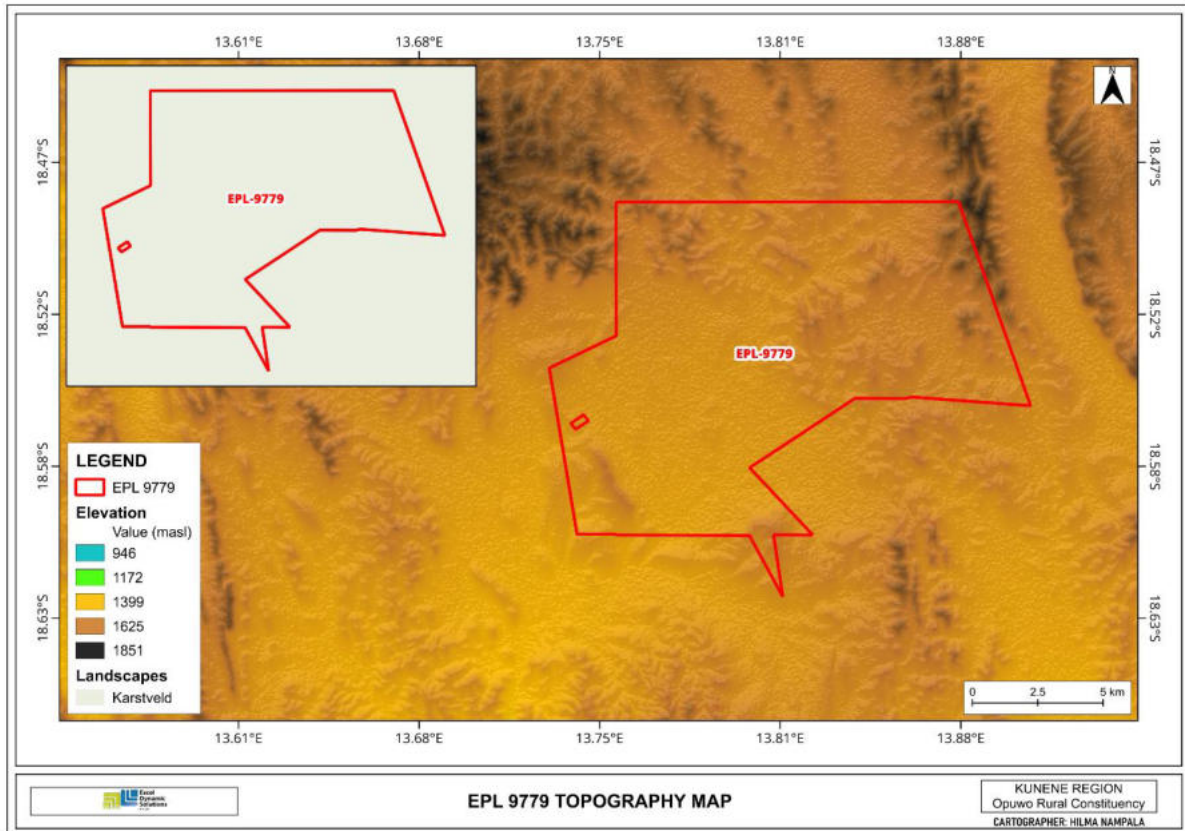 13.61°E 13.68°E 13.75°E 13.81°E 13.88°E
N
18.47°S
18.47°S
EPL-9779
18.52°S
18.52°S
EPL-9779
18.58°S
18.58°S
LEGEND
EPL 9779
Elevation
Value (masl)
946
1172
1399
1625
1851
Landscapes
Karstveld
18.63°S
0 2.5 5 km
13.61°E 13.68°E 13.75°E 13.81°E 13.88°E
Excel
Dynamic
Solutions
EPL 9779 TOPOGRAPHY MAP
KUNENE REGION
Opuwo Rural Constituency
CARTOGRAPHER: HILMA NAMPALA
18.63°S